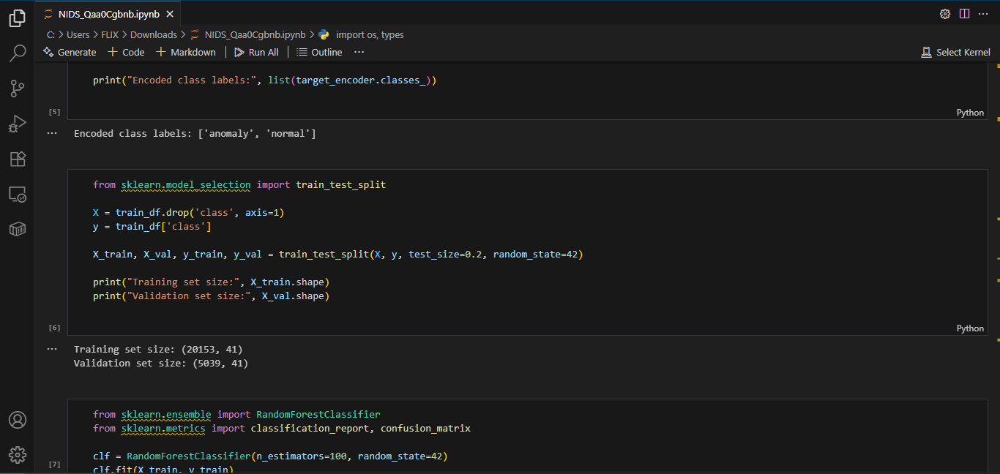 NIDS_Qaa0Cgbnb.ipynb
C: > Users > FLIX > Downloads > NIDS_Qaa0Cgbnb.ipynb > import os, types
Generate + Code + Markdown Run All Outline ··· Select Kernel
print("Encoded class labels:", list(target_encoder.classes_))
[5] Python
··· Encoded class labels: ['anomaly', 'normal']
from sklearn.model_selection import train_test_split
X = train_df.drop('class', axis=1)
y = train_df['class']
X_train, X_val, y_train, y_val = train_test_split(X, y, test_size=0.2, random_state=42)
print("Training set size:", X_train.shape)
print("Validation set size:", X_val.shape)
[6] Python
··· Training set size: (20153, 41)
Validation set size: (5039, 41)
from sklearn.ensemble import RandomForestClassifier
from sklearn.metrics import classification_report, confusion_matrix
clf = RandomForestClassifier(n_estimators=100, random_state=42)
[7]
clf.fit(X_train, y_train)